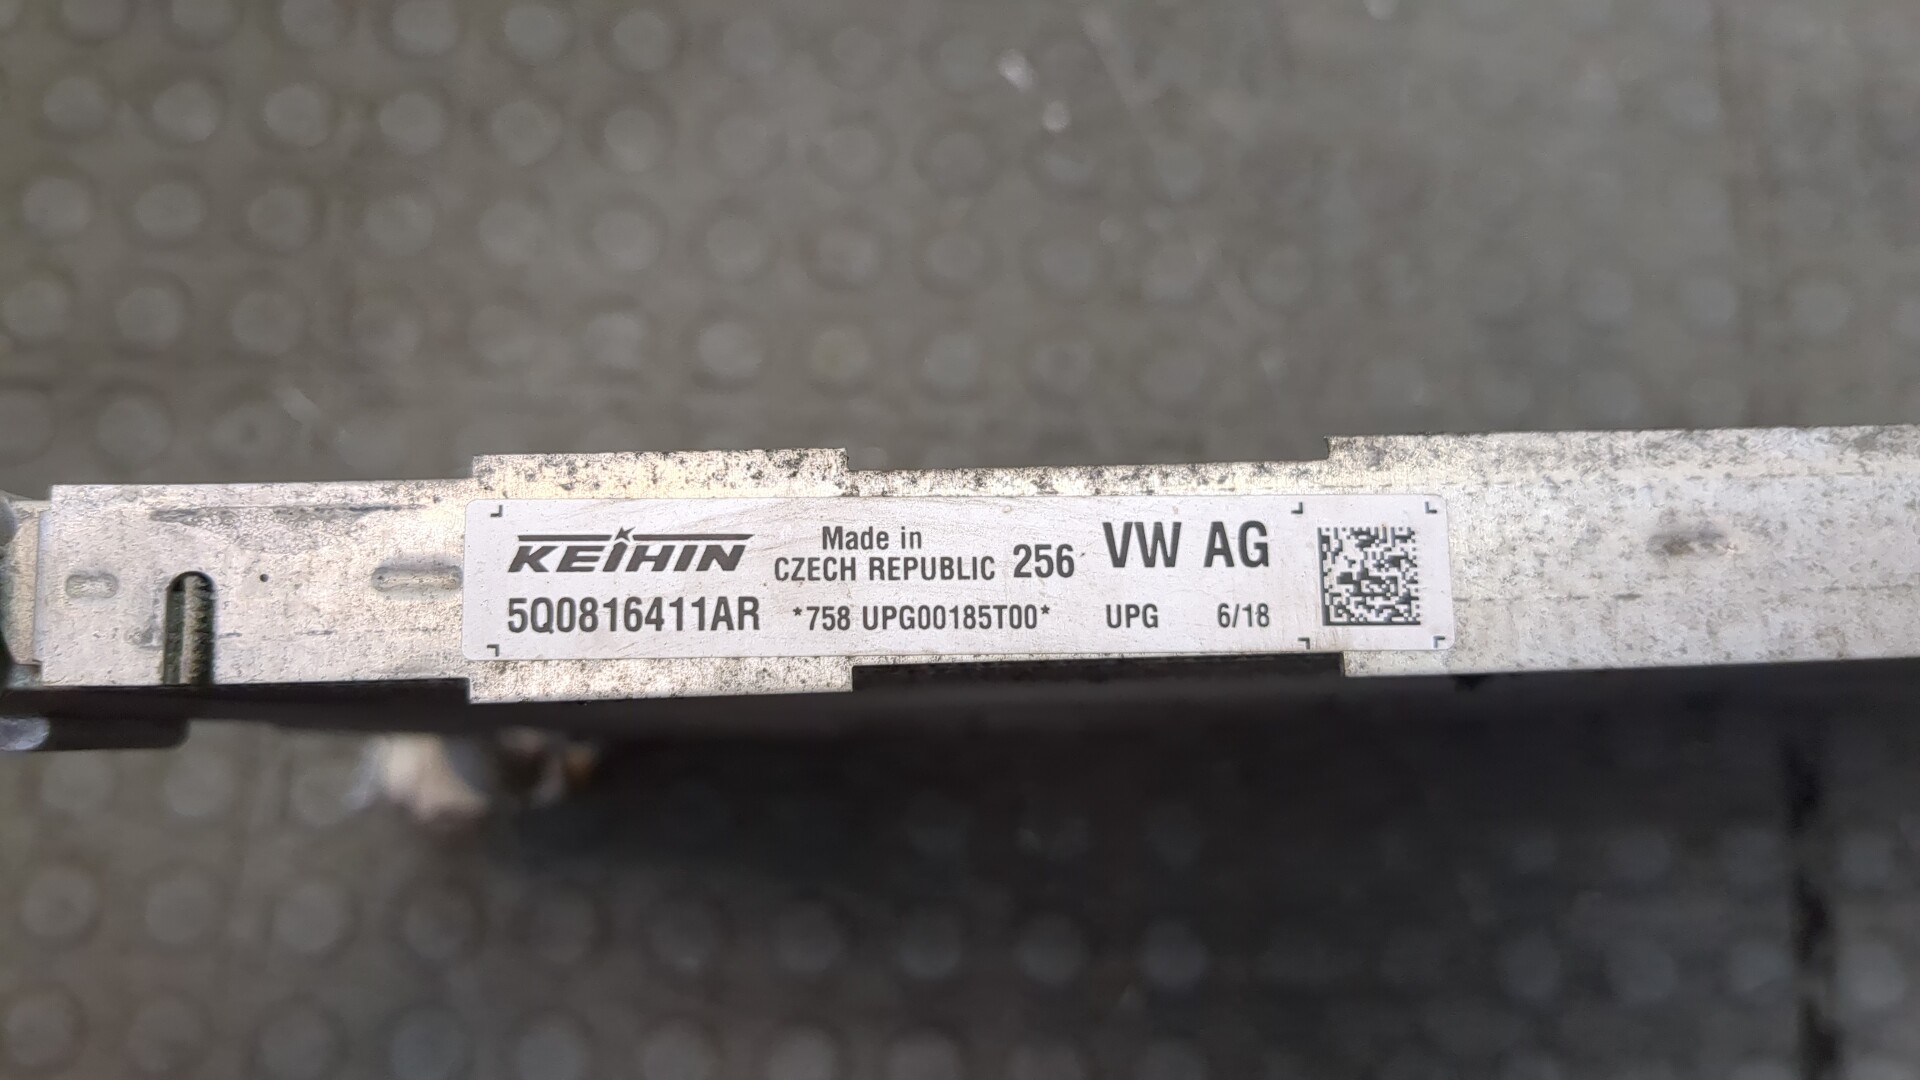 KEIHIN Made in CZECH REPUBLIC 256 VW AG
5Q0816411AR *758 UPG00185T00* UPG 6/18